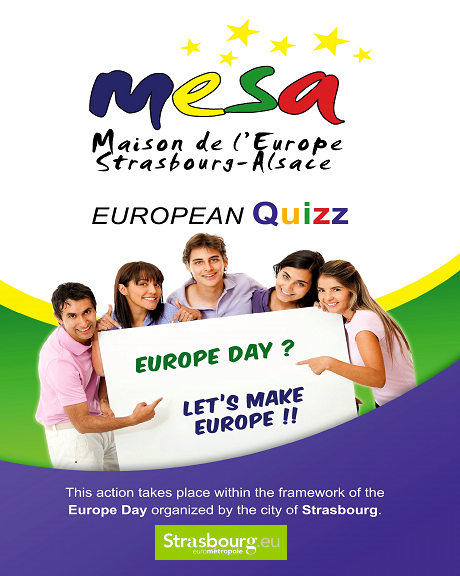 mesa
Maison de l'Europe
Strasbourg-Alsace
EUROPEAN Quizz
EUROPE DAY ?
LET'S MAKE
EUROPE !!
This action takes place within the framework of the
Europe Day organized by the city of Strasbourg.
Strasbourg.eu
eurométropole